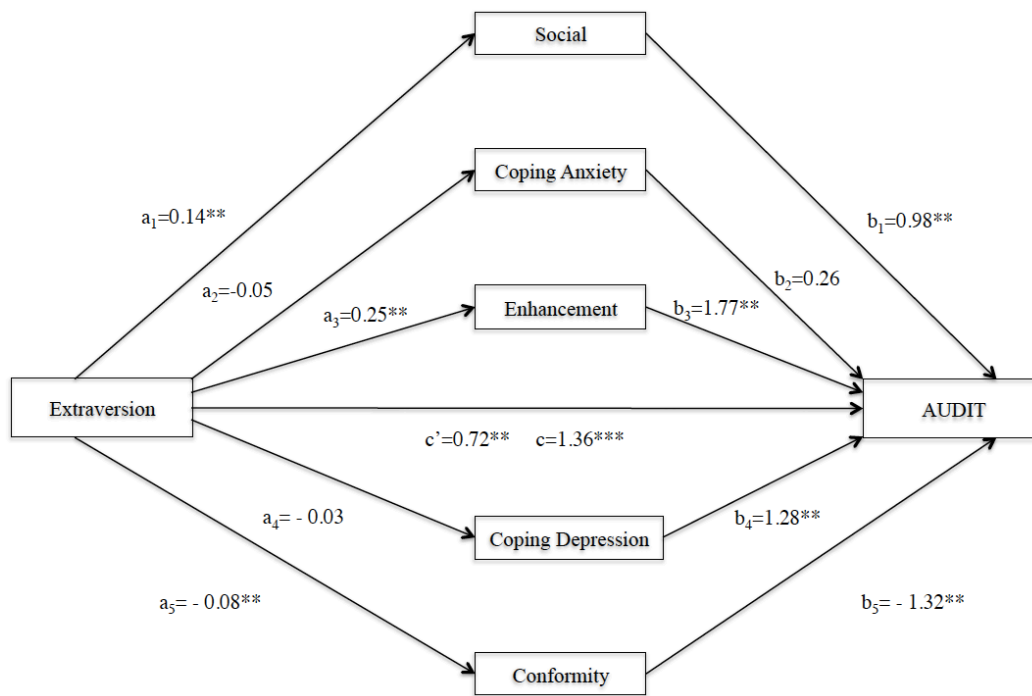 Social
Coping Anxiety
a₁=0.14**
b₁=0.98**
a₂=-0.05
b₂=0.26
a₃=0.25**
Enhancement
b₃=1.77**
Extraversion
AUDIT
c’=0.72** c=1.36***
a₄= - 0.03
Coping Depression
b₄=1.28**
a₅= - 0.08**
b₅= - 1.32**
Conformity